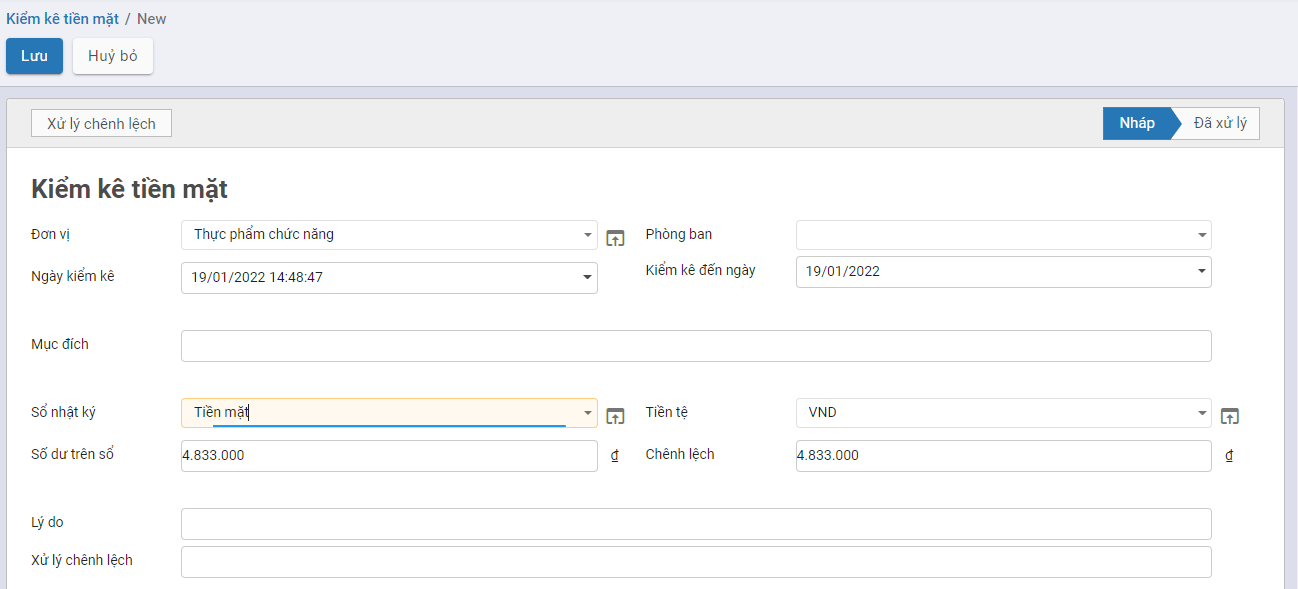 Kiểm kê tiền mặt / New
Lưu Huỷ bỏ
Xử lý chênh lệch Nháp Đã xử lý
Kiểm kê tiền mặt
Đơn vị Thực phẩm chức năng Phòng ban
Ngày kiểm kê 19/01/2022 14:48:47 Kiểm kê đến ngày 19/01/2022
Mục đích
Sổ nhật ký Tiền mặt Tiền tệ VND
Số dư trên sổ 4.833.000 ₫ Chênh lệch 4.833.000 ₫
Lý do
Xử lý chênh lệch